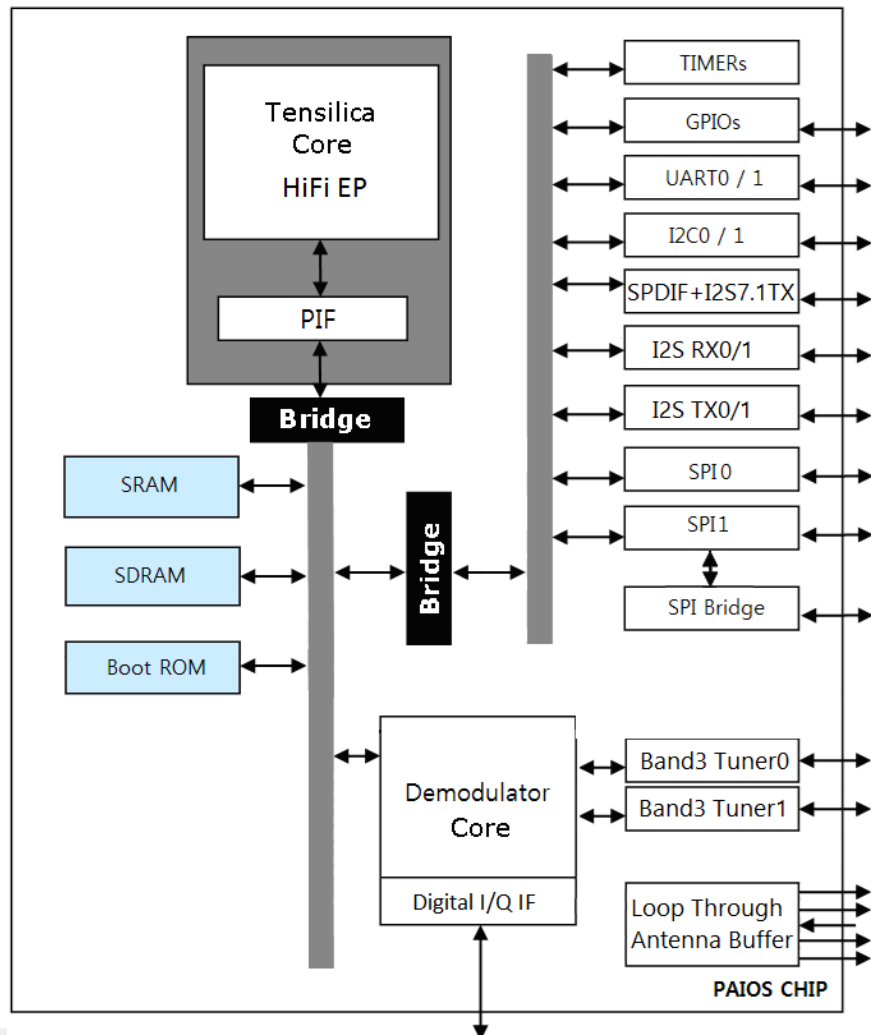 Tensilica
Core
HiFi EP
PIF
Bridge
SRAM
SDRAM
Boot ROM
Bridge
TIMERs
GPIOs
UART0 / 1
I2C0 / 1
SPDIF+I2S7.1TX
I2S RX0/1
I2S TX0/1
SPI0
SPI1
SPI Bridge
Demodulator
Core
Digital I/Q IF
Band3 Tuner0
Band3 Tuner1
Loop Through
Antenna Buffer
PAIOS CHIP